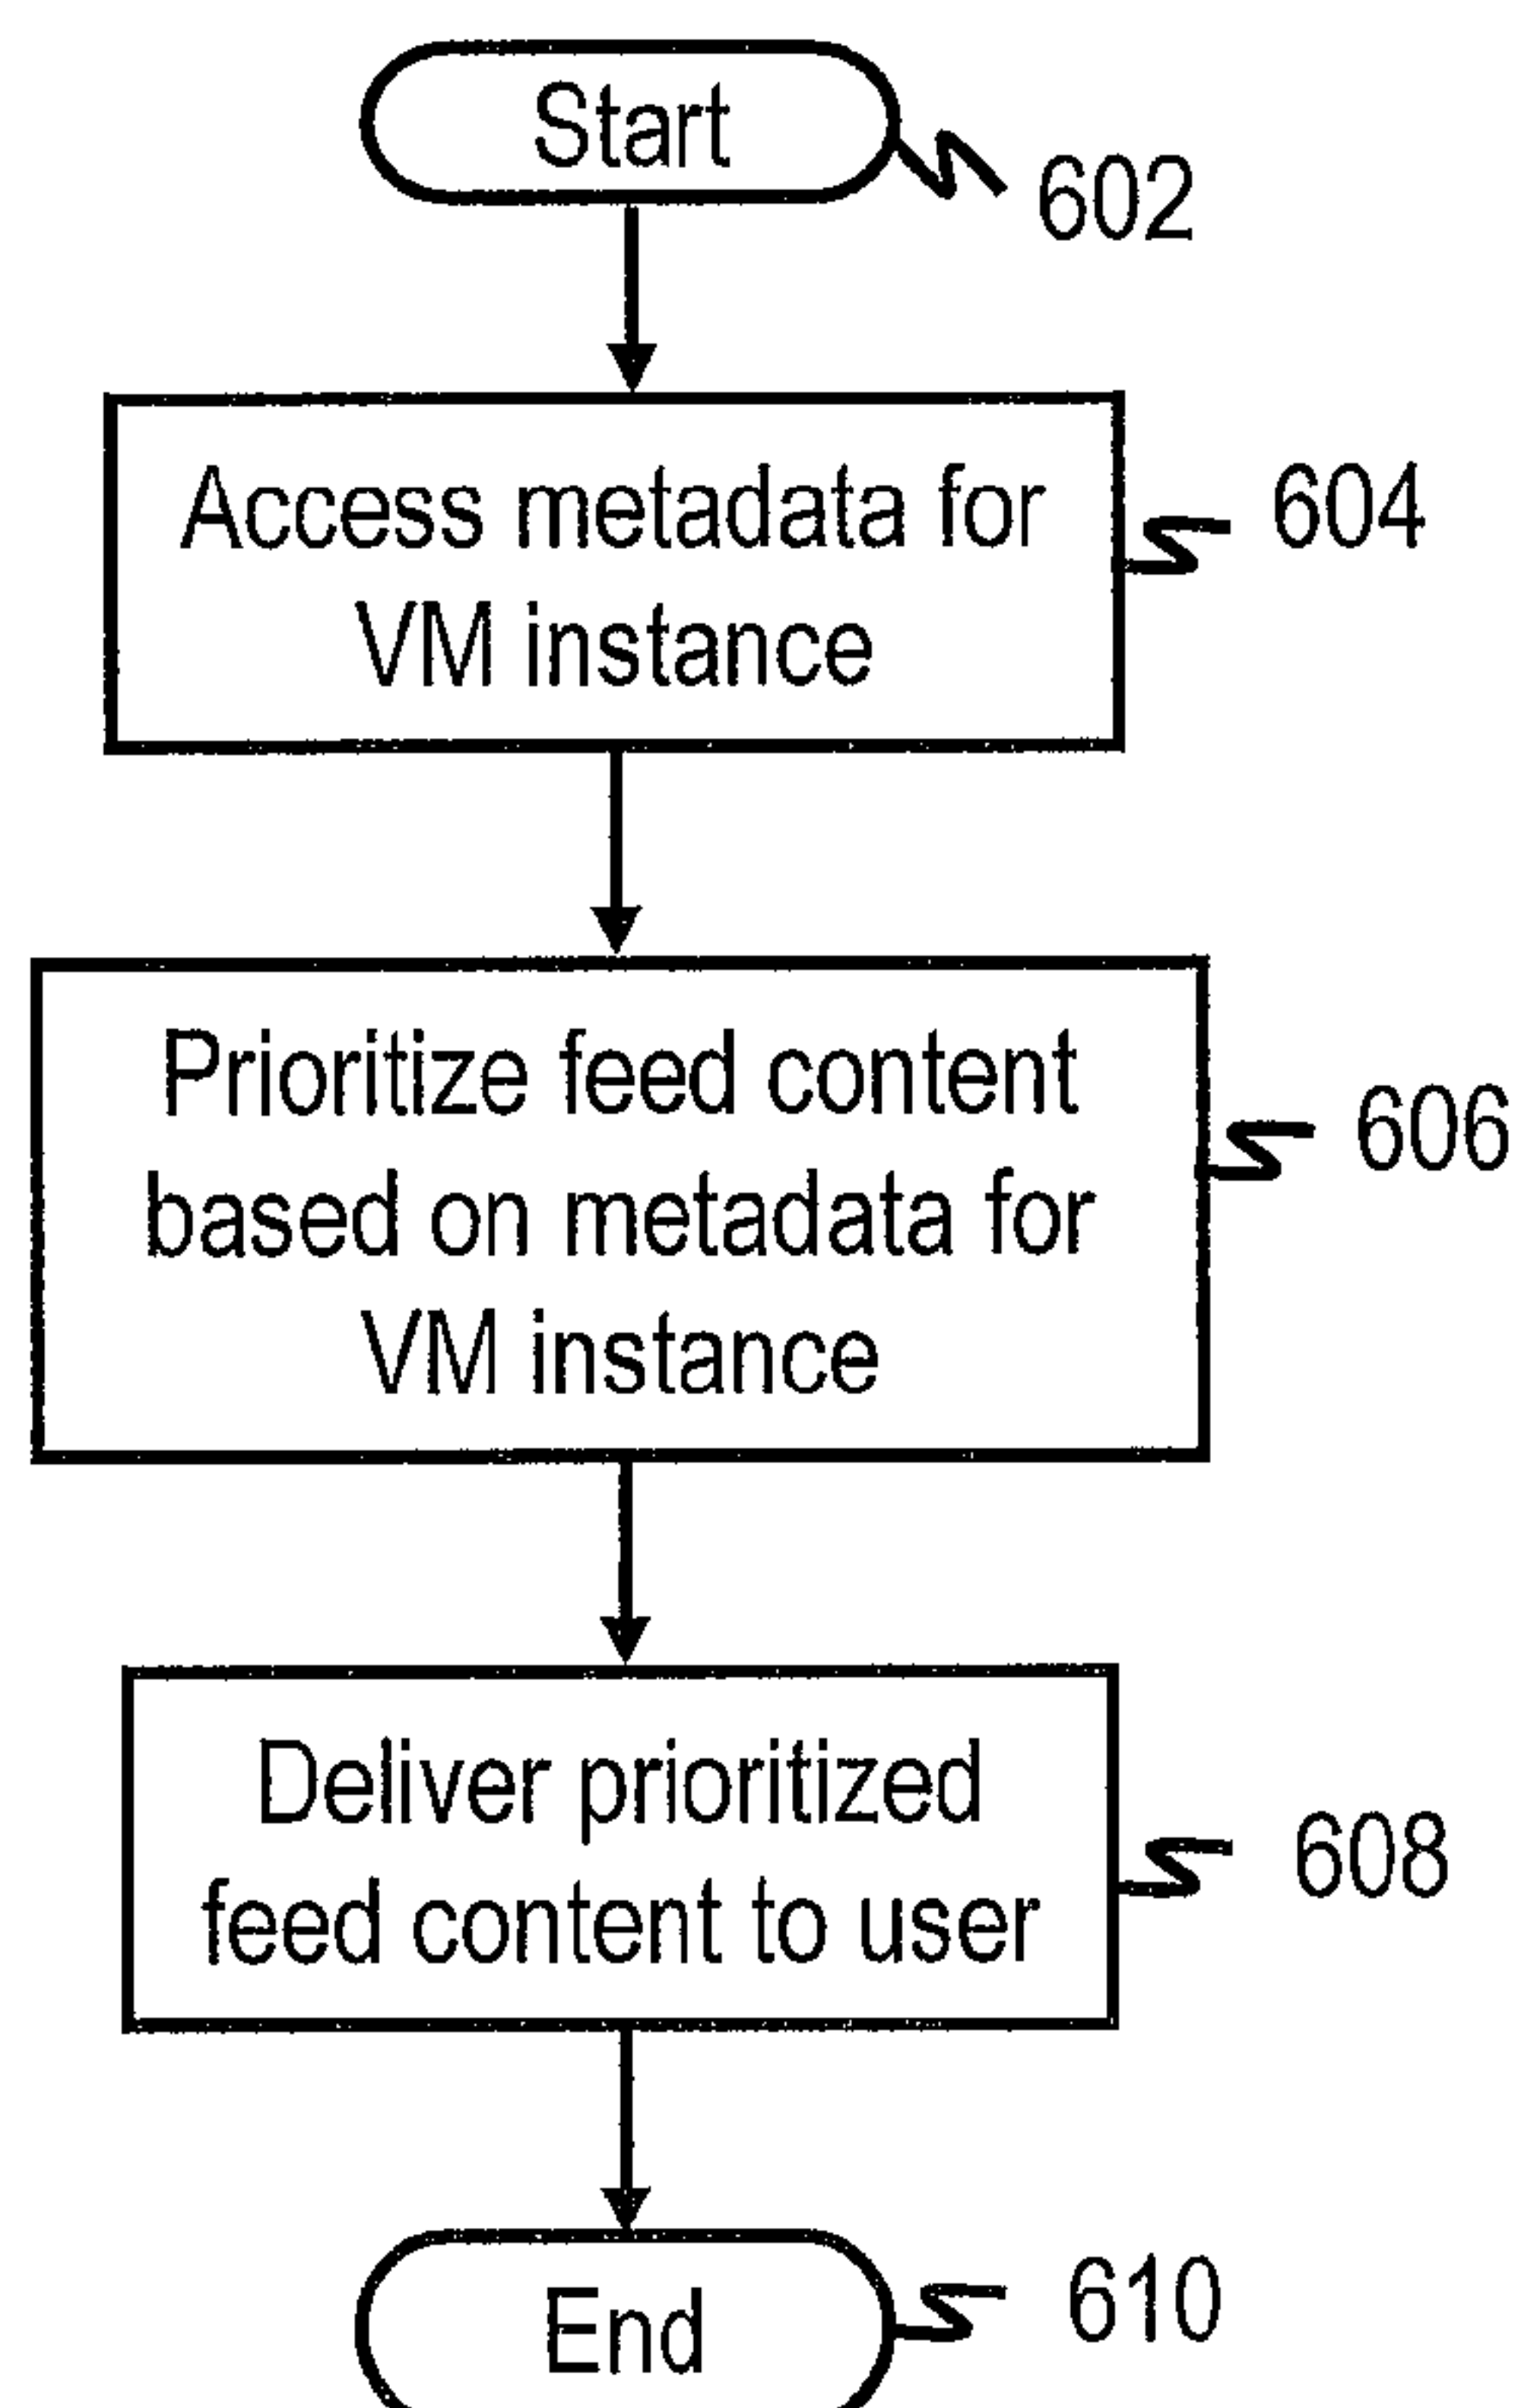 Start
602
Access metadata for
VM instance
604
Prioritize feed content
based on metadata for
VM instance
606
Deliver prioritized
feed content to user
608
End
610